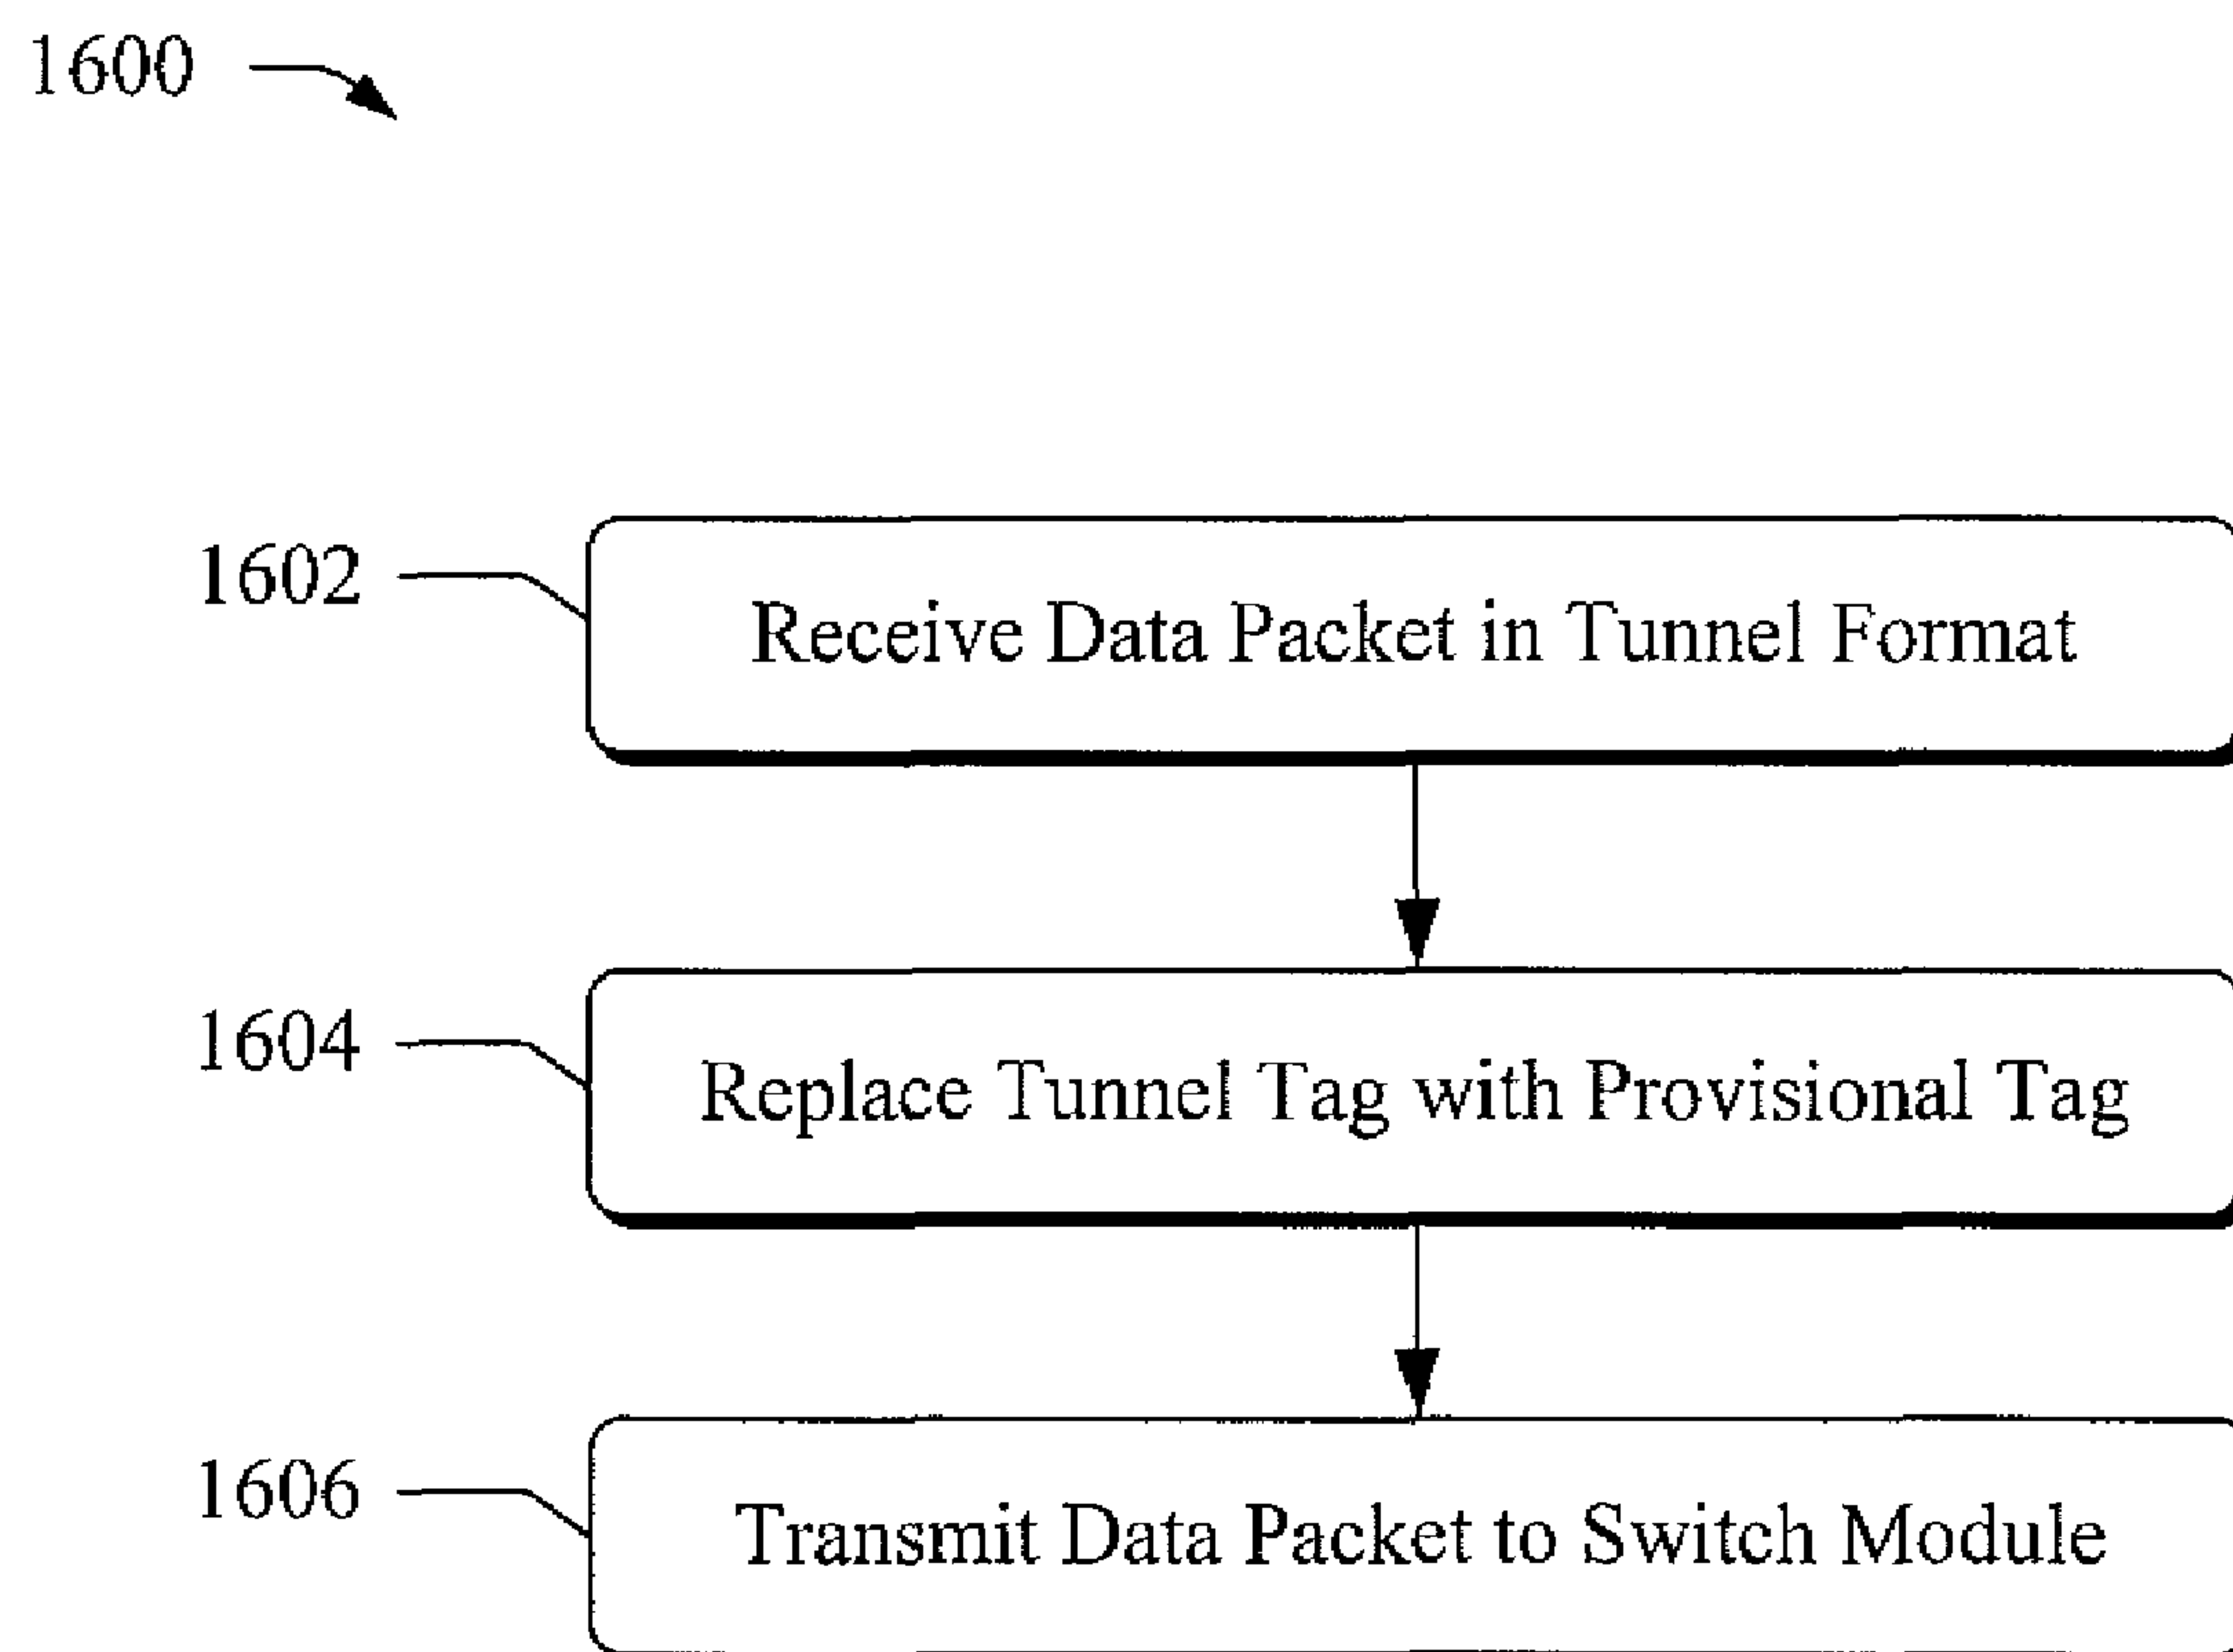 1600
1602
Receive Data Packet in Tunnel Format
1604
Replace Tunnel Tag with Provisional Tag
1606
Transmit Data Packet to Switch Module